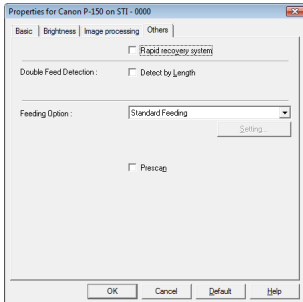 Properties for Canon P-150 on STI - 0000
Basic Brightness Image processing Others
Rapid recovery system
Double Feed Detection : Detect by Length
Feeding Option : Standard Feeding
Setting...
Prescan
OK Cancel Default Help